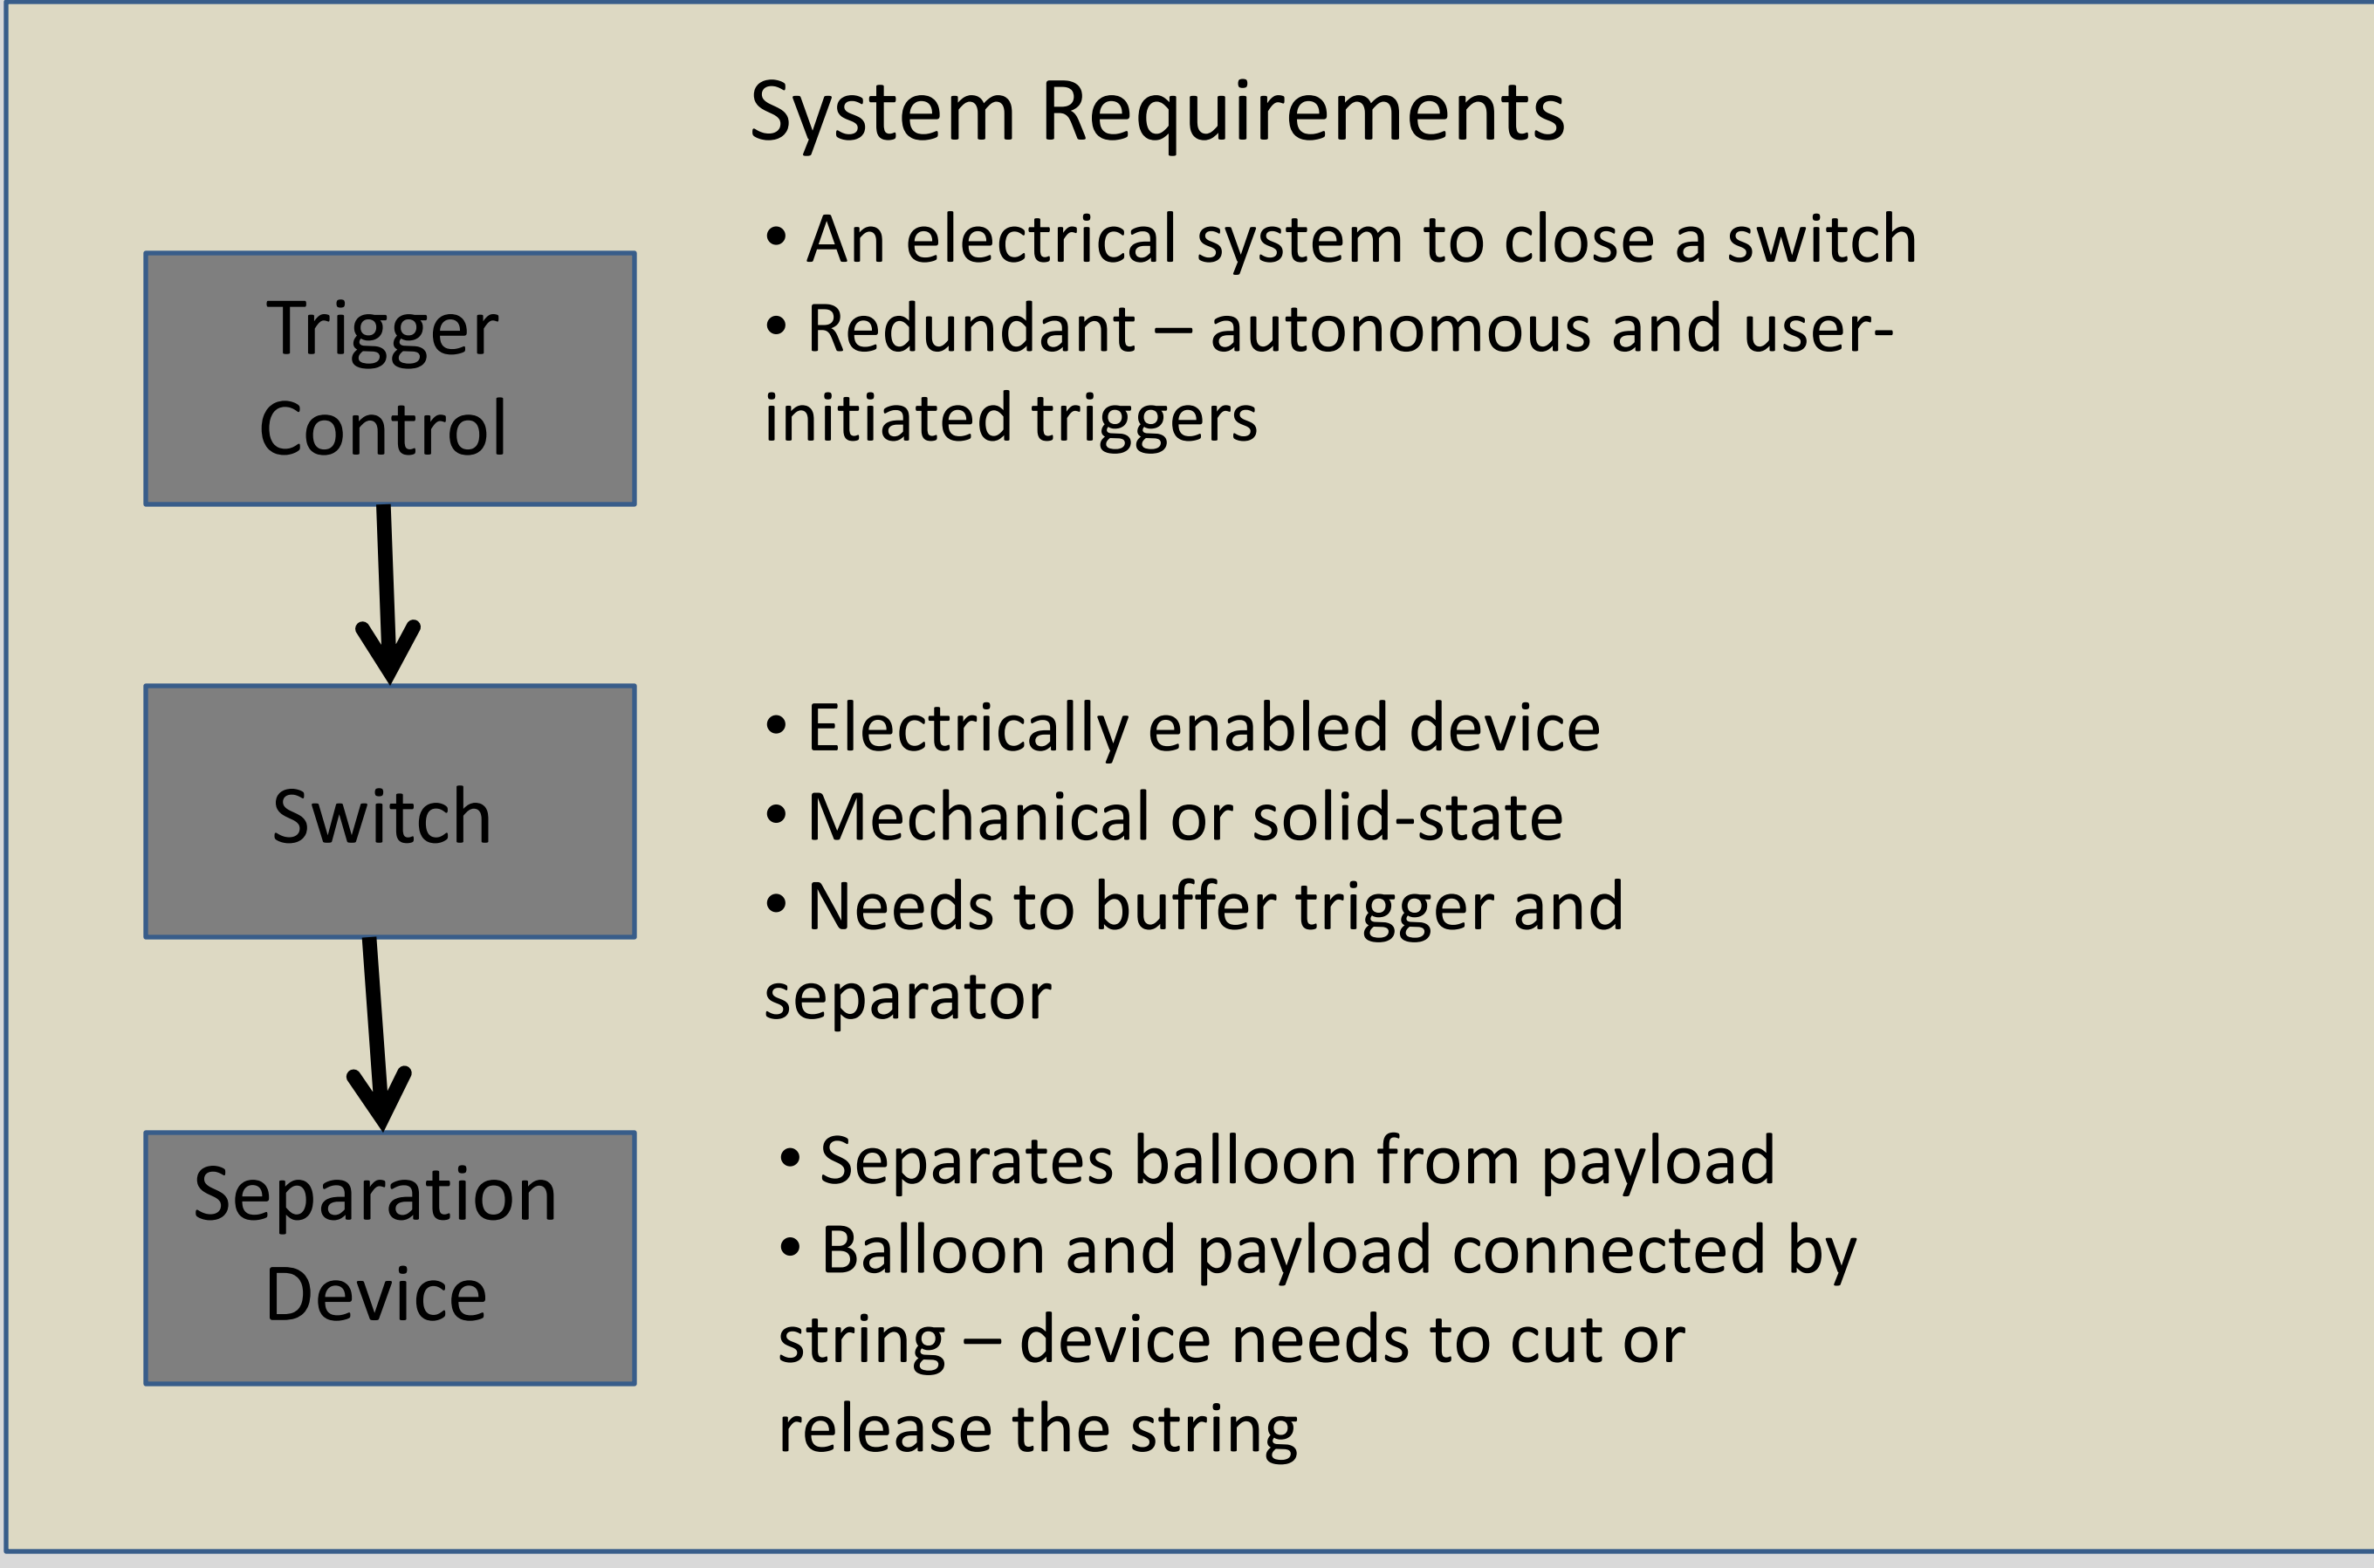 System Requirements
Trigger
Control
• An electrical system to close a switch
• Redundant – autonomous and user-
initiated triggers
Switch
• Electrically enabled device
• Mechanical or solid-state
• Needs to buffer trigger and
separator
Separation
Device
• Separates balloon from payload
• Balloon and payload connected by
string – device needs to cut or
release the string